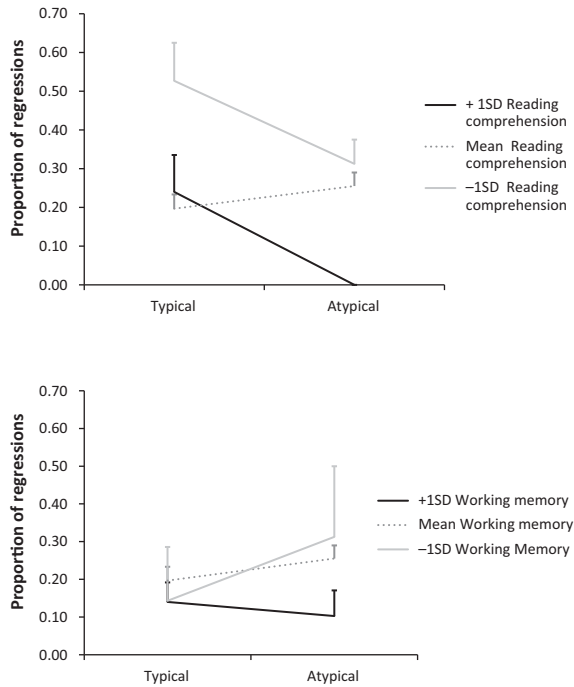 0.70
0.60
0.50
0.40
0.30
0.20
0.10
0.00
Proportion of regressions
Typical
Atypical
+ 1SD Reading
comprehension
Mean Reading
comprehension
–1SD Reading
comprehension
0.70
0.60
0.50
0.40
0.30
0.20
0.10
0.00
Proportion of regressions
Typical
Atypical
+1SD Working memory
Mean Working memory
–1SD Working Memory